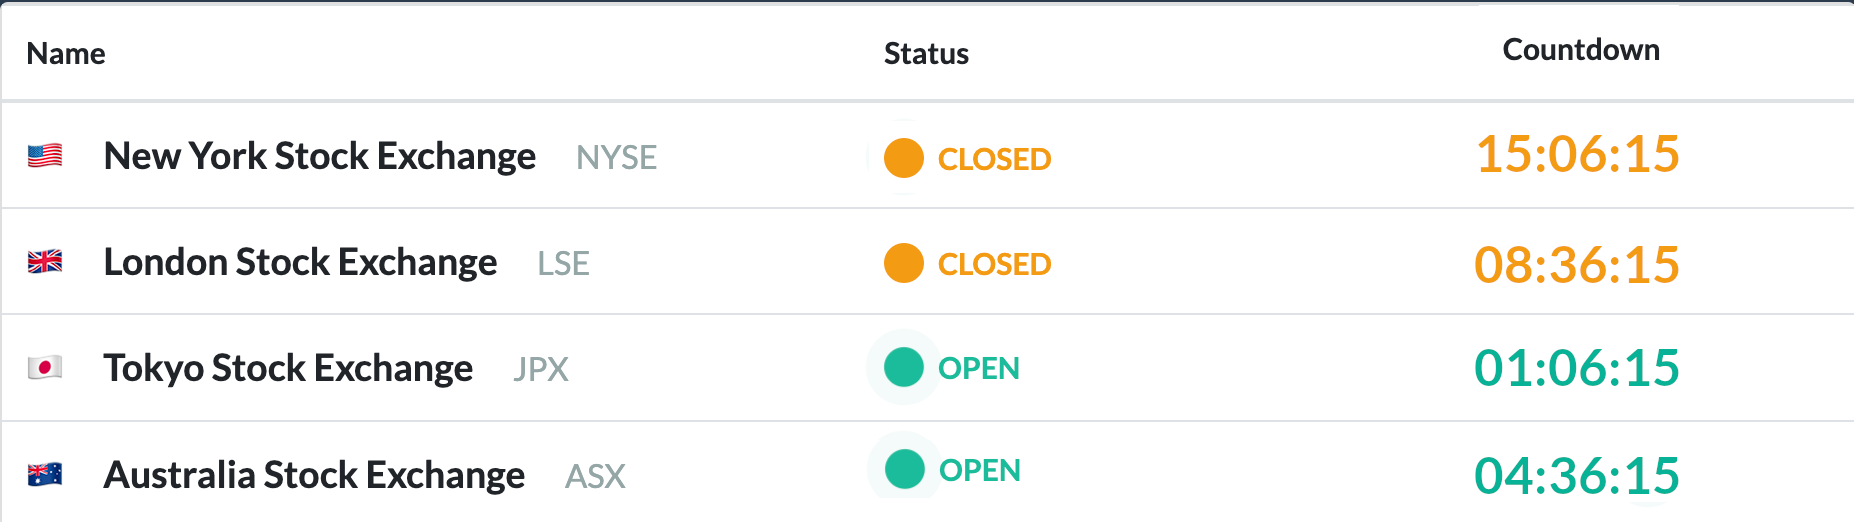 Name Status Countdown
New York Stock Exchange NYSE CLOSED 15:06:15
London Stock Exchange LSE CLOSED 08:36:15
Tokyo Stock Exchange JPX OPEN 01:06:15
Australia Stock Exchange ASX OPEN 04:36:15